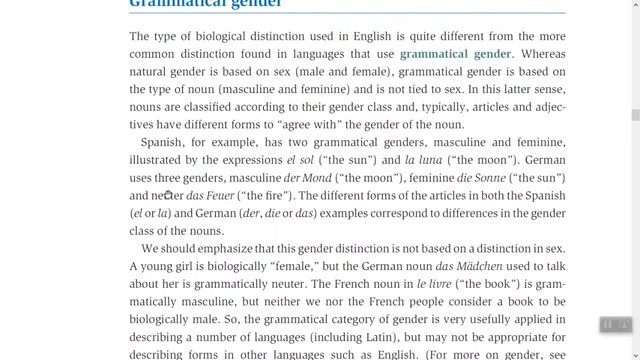 Grammatical gender
The type of biological distinction used in English is quite different from the more
common distinction found in languages that use grammatical gender. Whereas
natural gender is based on sex (male and female), grammatical gender is based on
the type of noun (masculine and feminine) and is not tied to sex. In this latter sense,
nouns are classified according to their gender class and, typically, articles and adjec-
tives have different forms to “agree with” the gender of the noun.
Spanish, for example, has two grammatical genders, masculine and feminine,
illustrated by the expressions el sol (“the sun”) and la luna (“the moon”). German
uses three genders, masculine der Mond (“the moon”), feminine die Sonne (“the sun”)
and neuter das Feuer (“the fire”). The different forms of the articles in both the Spanish
(el or la) and German (der, die or das) examples correspond to differences in the gender
class of the nouns.
We should emphasize that this gender distinction is not based on a distinction in sex.
A young girl is biologically “female,” but the German noun das Mädchen used to talk
about her is grammatically neuter. The French noun in le livre (“the book”) is gram-
matically masculine, but neither we nor the French people consider a book to be
biologically male. So, the grammatical category of gender is very usefully applied in
describing a number of languages (including Latin), but may not be appropriate for
describing forms in other languages such as English. (For more on gender, see